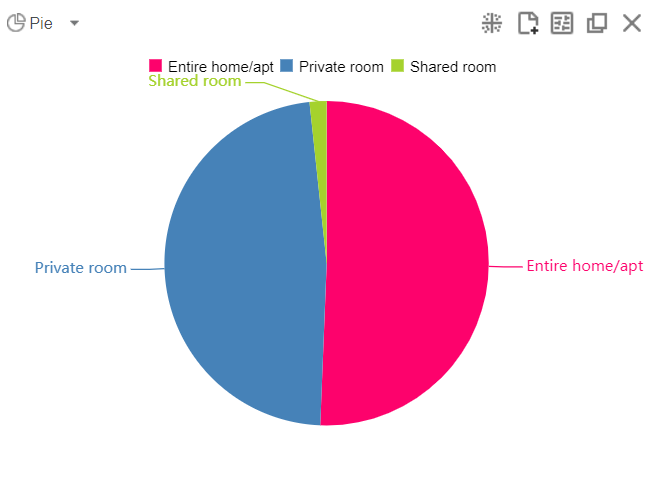 Pie
Entire home/apt Private room Shared room
Shared room
Private room
Entire home/apt